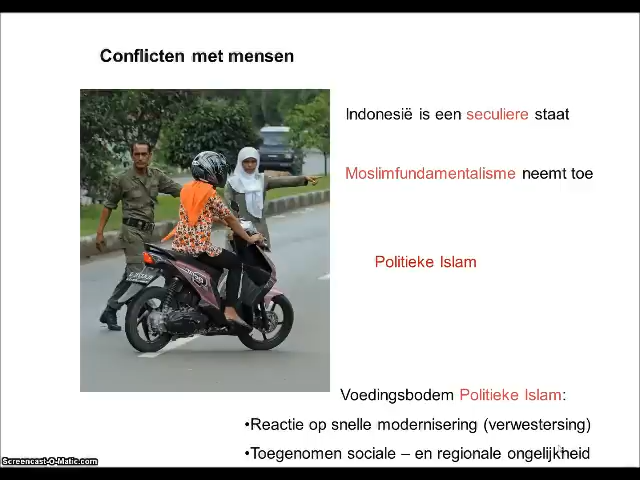 Conflicten met mensen
Indonesië is een seculiere staat
Moslimfundamentalisme neemt toe
Politieke Islam
Voedingsbodem Politieke Islam:
•Reactie op snelle modernisering (verwestersing)
•Toegenomen sociale – en regionale ongelijkheid
Screencast-O-Matic.com